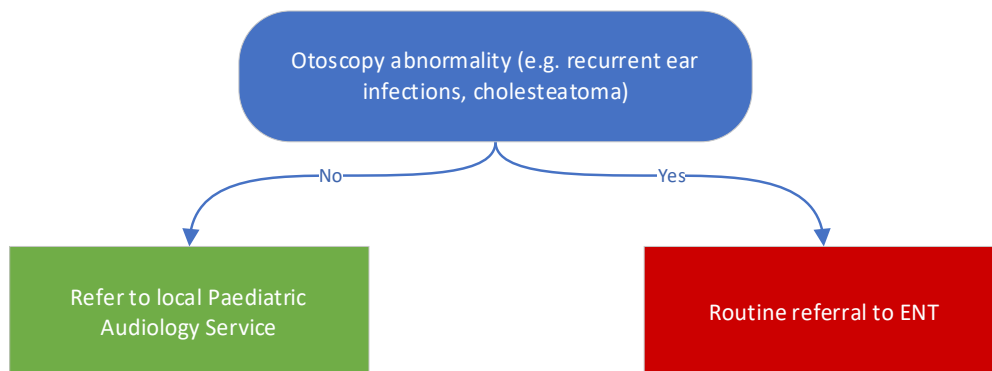 Otoscopy abnormality (e.g. recurrent ear
infections, cholesteatoma)
No
Yes
Refer to local Paediatric
Audiology Service
Routine referral to ENT